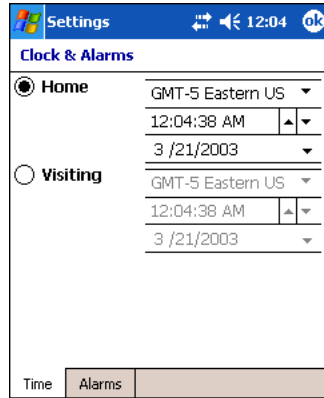 Settings 12:04 ok
Clock & Alarms
Home GMT-5 Eastern US
12:04:38 AM
3 /21/2003
Visiting GMT-5 Eastern US
12:04:38 AM
3 /21/2003
Time Alarms